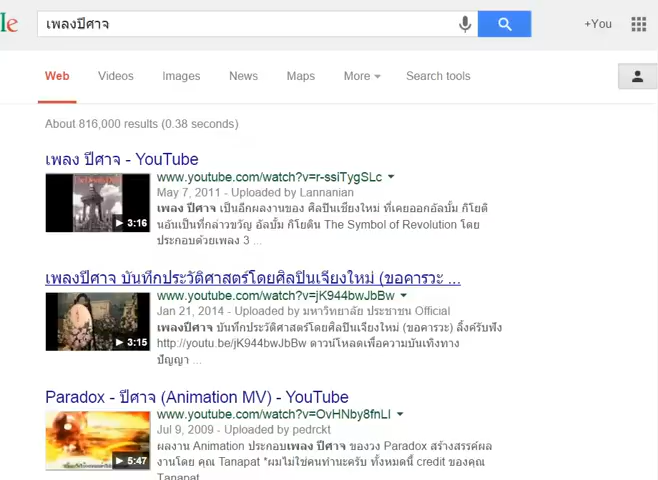 le
เพลงปีศาจ
+You
Web Videos Images News Maps More Search tools
About 816,000 results (0.38 seconds)
เพลง ปีศาจ - YouTube
www.youtube.com/watch?v=r-ssiTygSLc
May 7, 2011 - Uploaded by Lannanian
เพลง ปีศาจ เป็นอีกผลงานของ ศิลปินเชียงใหม่ ที่เคยออกอัลบั้ม กิโยติ
นอันเป็นที่กล่าวขวัญ อัลบั้ม กิโยติน The Symbol of Revolution โดย
ประกอบด้วยเพลง 3 ...
3:16
เพลงปีศาจ บันทึกประวัติศาสตร์โดยศิลปินเจียงใหม่ (ขอคารวะ ...
www.youtube.com/watch?v=jK944bwJbBw
Jan 21, 2014 - Uploaded by มหาวิทยาลัย ประชาชน Official
เพลงปีศาจ บันทึกประวัติศาสตร์โดยศิลปินเจียงใหม่ (ขอคารวะ) ลิ้งค์รับฟัง
http://youtu.be/jK944bwJbBw ดาวน์โหลดเพื่อความบันเทิงทาง
ปัญญา ...
3:15
Paradox - ปีศาจ (Animation MV) - YouTube
www.youtube.com/watch?v=OvHNby8fnLI
Jul 9, 2009 - Uploaded by pedrckt
ผลงาน Animation ประกอบเพลง ปีศาจ ของวง Paradox สร้างสรรค์ผล
งานโดย คุณ Tanapat *ผมไม่ใช่คนทำนะครับ ทั้งหมดนี้ credit ของคุณ
5:47
Tanapat